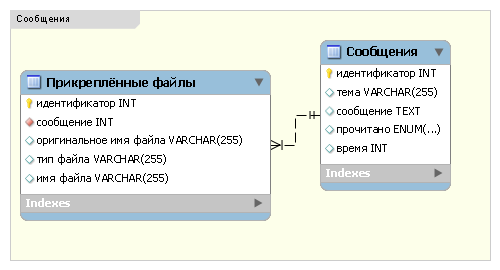 Сообщения
Прикреплённые файлы
идентификатор INT
сообщение INT
оригинальное имя файла VARCHAR(255)
тип файла VARCHAR(255)
имя файла VARCHAR(255)
Indexes
Сообщения
идентификатор INT
тема VARCHAR(255)
сообщение TEXT
прочитано ENUM(...)
время INT
Indexes